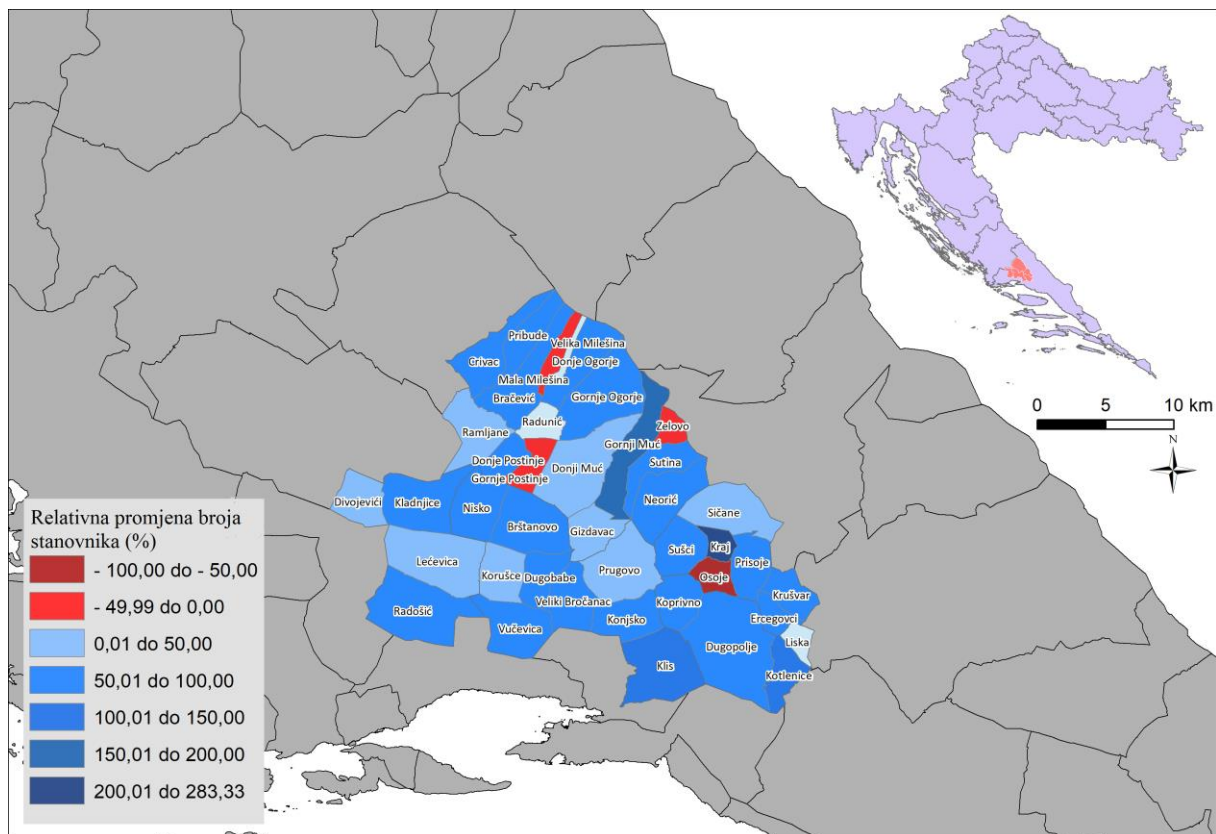 0 5 10 km
N
Pribude
Velika Milešina
Crivac
Donje Ogorje
Mala Milešina
Bračević
Gornje Ogorje
Radunić
Zelovo
Ramljane
Gornji Muć
Donje Postinje
Donji Muć
Sutina
Gornje Postinje
Divojevići
Kladnjice
Neorić
Nisko
Sičane
Brštanovo
Gizdavac
Sušci
Kraj
Lećevica
Prisoje
Korušce
Dugobabe
Prugovo
Osoje
Krušvar
Radošić
Veliki Bročanac
Koprivno
Vučevica
Konjsko
Ercegovci
Dugopolje
Liska
Klis
Kotlenice
Relativna promjena broja
stanovnika (%)
- 100,00 do - 50,00
- 49,99 do 0,00
0,01 do 50,00
50,01 do 100,00
100,01 do 150,00
150,01 do 200,00
200,01 do 283,33